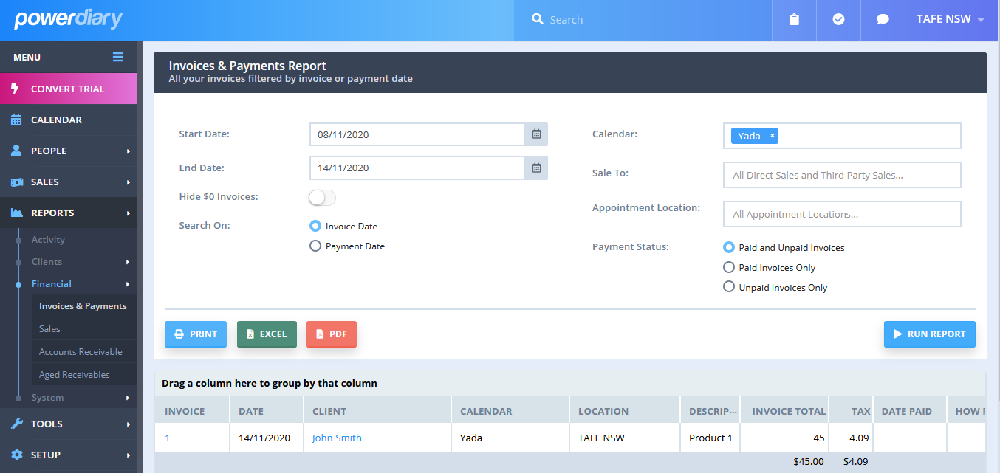 powerdiary
Search
TAFE NSW
MENU
CONVERT TRIAL
CALENDAR
PEOPLE
SALES
REPORTS
Activity
Clients
Financial
Invoices & Payments
Sales
Accounts Receivable
Aged Receivables
System
TOOLS
SETUP
Invoices & Payments Report
All your invoices filtered by invoice or payment date
Start Date: 08/11/2020
End Date: 14/11/2020
Hide $0 Invoices:
Search On: Invoice Date
Payment Date
Calendar: Yada ×
Sale To: All Direct Sales and Third Party Sales...
Appointment Location: All Appointment Locations...
Payment Status: Paid and Unpaid Invoices
Paid Invoices Only
Unpaid Invoices Only
PRINT EXCEL PDF RUN REPORT
Drag a column here to group by that column
INVOICE DATE CLIENT CALENDAR LOCATION DESCRIP... INVOICE TOTAL TAX DATE PAID HOW
1 14/11/2020 John Smith Yada TAFE NSW Product 1 45 4.09
$45.00 $4.09